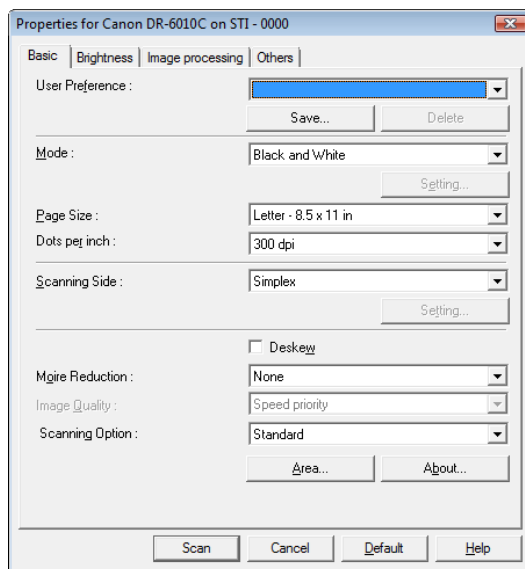 Properties for Canon DR-6010C on STI - 0000
Basic Brightness Image processing Others
User Preference :
Save... Delete
Mode : Black and White
Setting...
Page Size : Letter - 8.5 x 11 in
Dots per inch : 300 dpi
Scanning Side : Simplex
Setting...
Deskew
Moire Reduction : None
Image Quality : Speed priority
Scanning Option : Standard
Area... About...
Scan Cancel Default Help